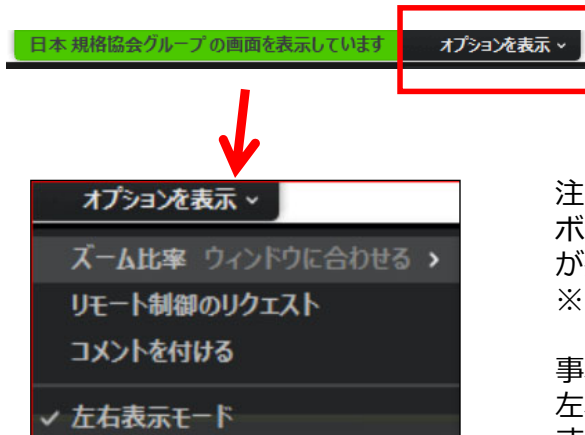 日本 規格協会グループ の画面を表示しています
オプションを表示
オプションを表示
ズーム比率 ウィンドウに合わせる
リモート制御のリクエスト
コメントを付ける
✓ 左右表示モード
注
ボ
が
※
事
左